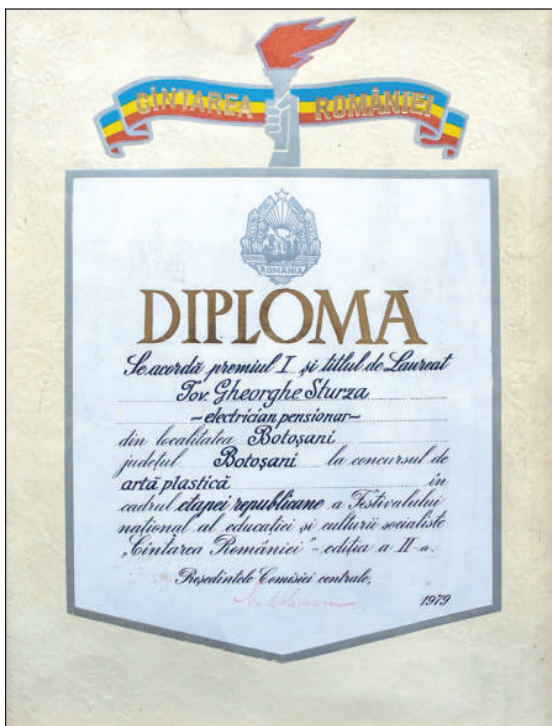 CÎNTAREA ROMÂNIEI
ROMÂNIA
DIPLOMA
Se acordă premiul I și titlul de Laureat
Tov. Gheorghe Sturza
-electrician pensionar-
din localitatea Botoșani
județul Botoșani la concursul de
artă plastică în
cadrul etapei republicane a Festivalului
național al educației și culturii socialiste
„Cîntarea României" - ediția a II-a.
Președintele Comisiei centrale,
1979